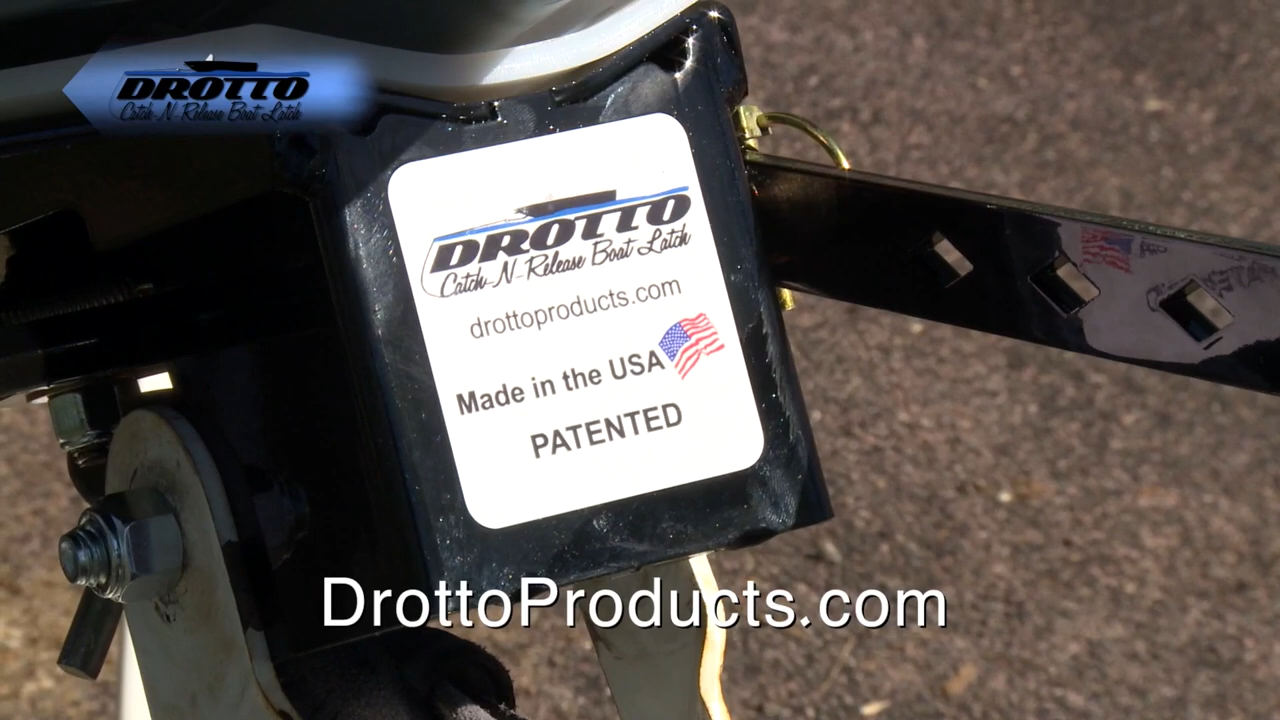 DROTTO
Catch-N-Release Boat Latch
DROTTO
Catch-N-Release Boat Latch
drottoproducts.com
Made in the USA
PATENTED
DrottoProducts.com